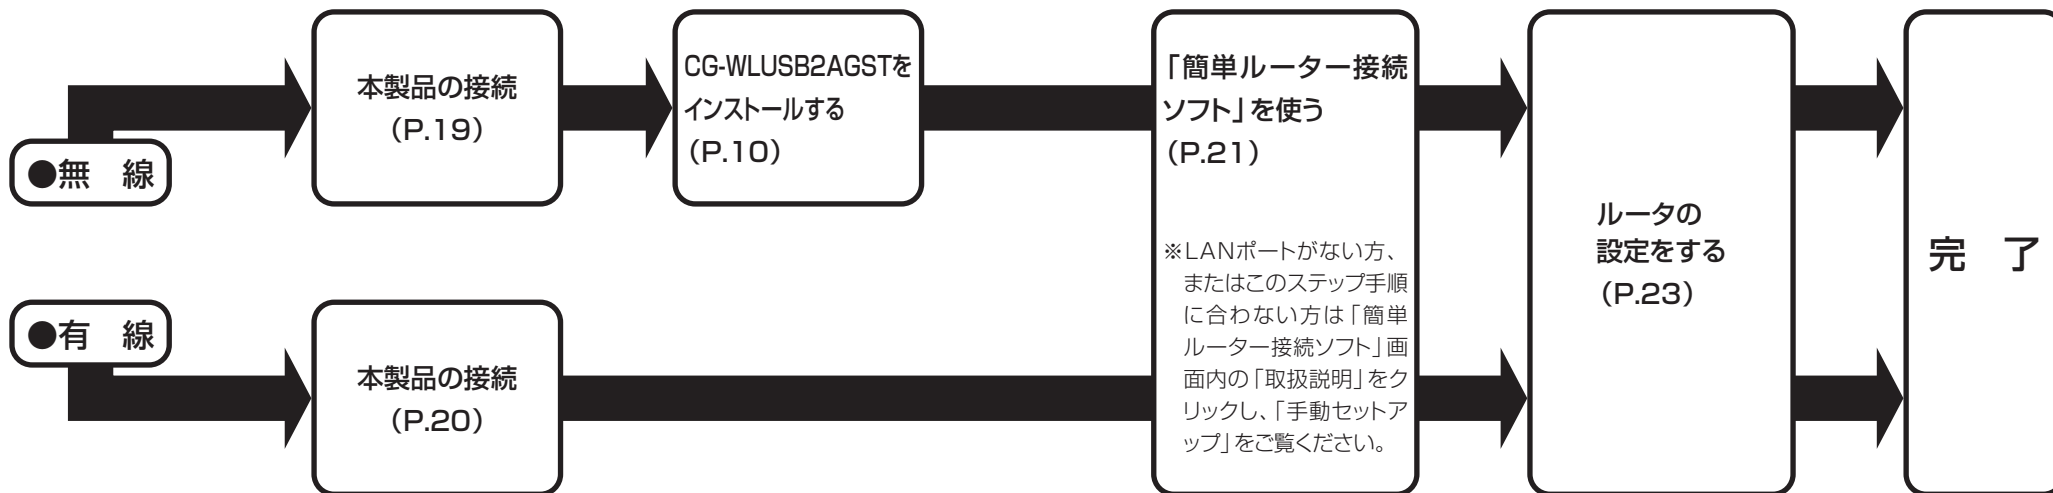 ●無　線
本製品の接続
（P.19）
CG-WLUSB2AGSTを
インストールする
（P.10）
「簡単ルーター接続
ソフト」を使う
（P.21）
※LANポートがない方、
またはこのステップ手順
に合わない方は「簡単
ルーター接続ソフト」画
面内の「取扱説明」をク
リックし、「手動セットア
ップ」をご覧ください。
ルータの
設定をする
（P.23）
完　了
●有　線
本製品の接続
（P.20）